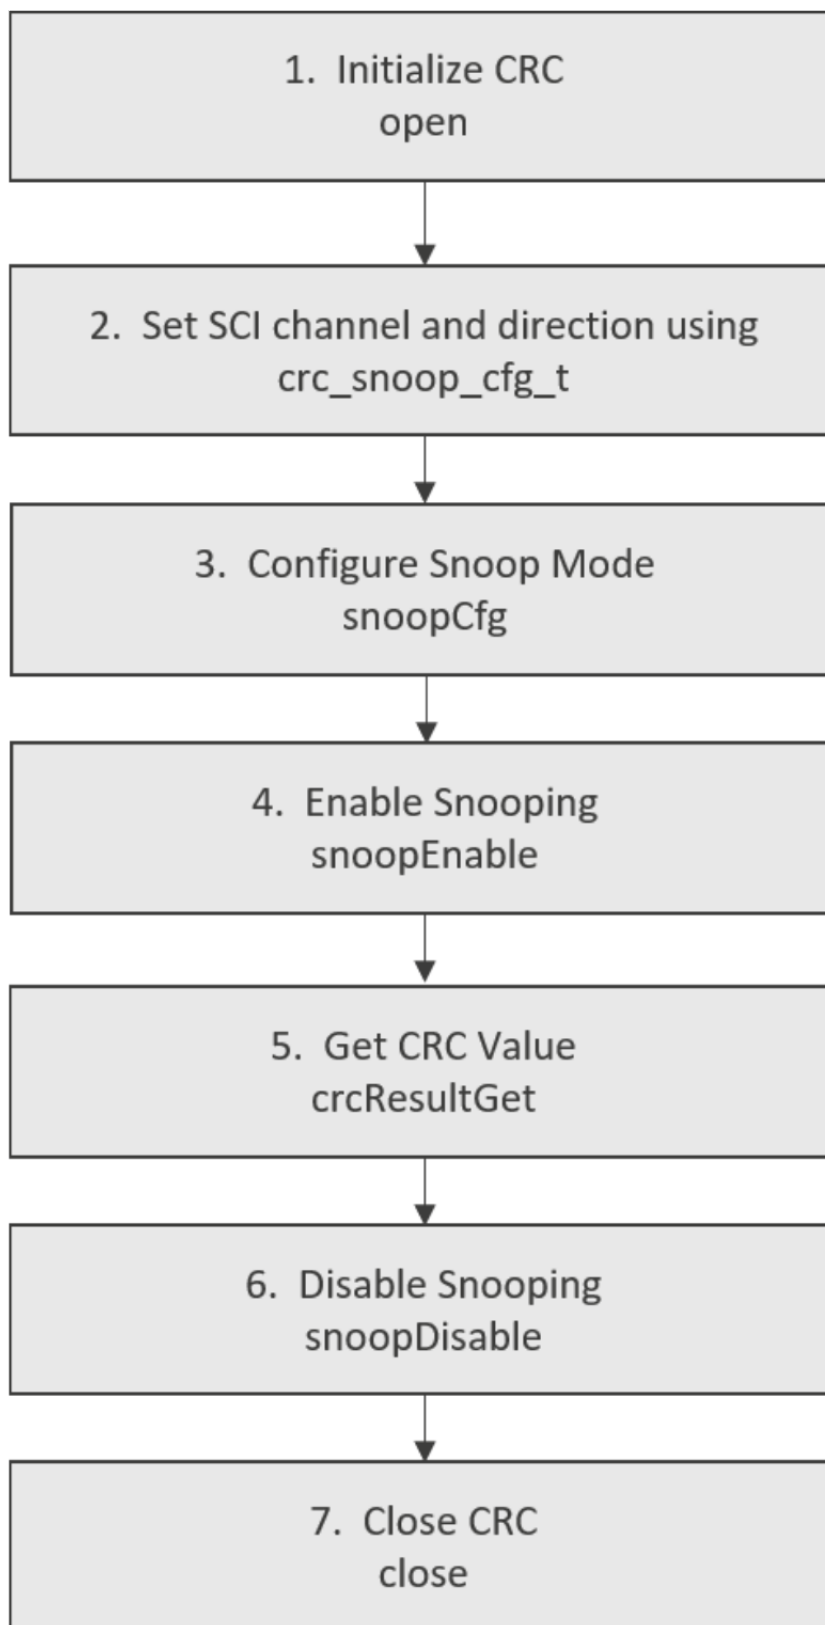 1. Initialize CRC
open
2. Set SCI channel and direction using
crc_snoop_cfg_t
3. Configure Snoop Mode
snoopCfg
4. Enable Snooping
snoopEnable
5. Get CRC Value
crcResultGet
6. Disable Snooping
snoopDisable
7. Close CRC
close